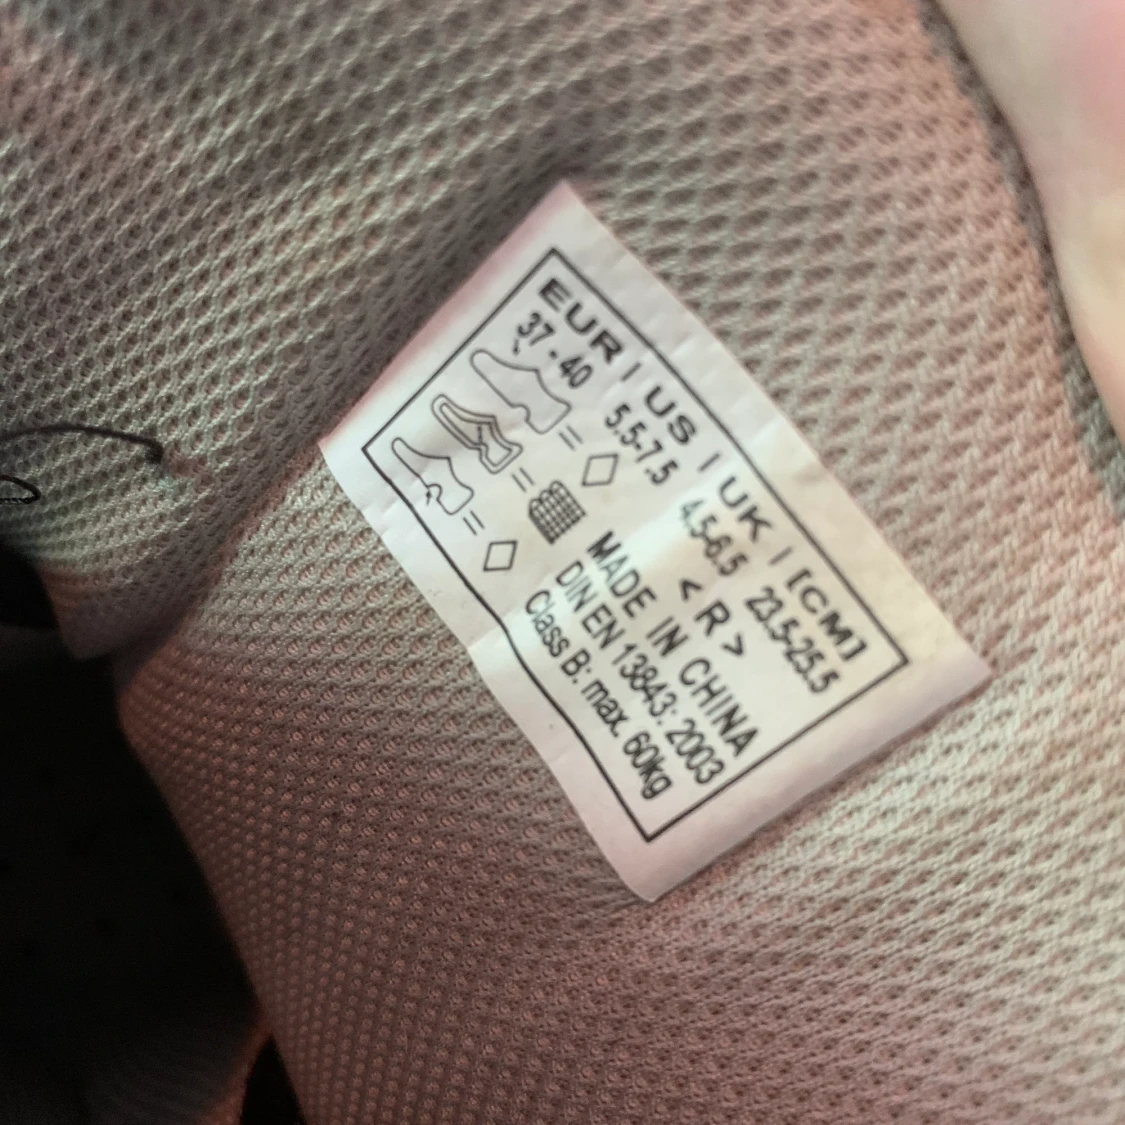 EUR | US | UK | [CM]
37 - 40 5.5-7.5 4.5-6.5 23.5-25.5
< R >
MADE IN CHINA
DIN EN 13843: 2003
Class B: max. 60kg